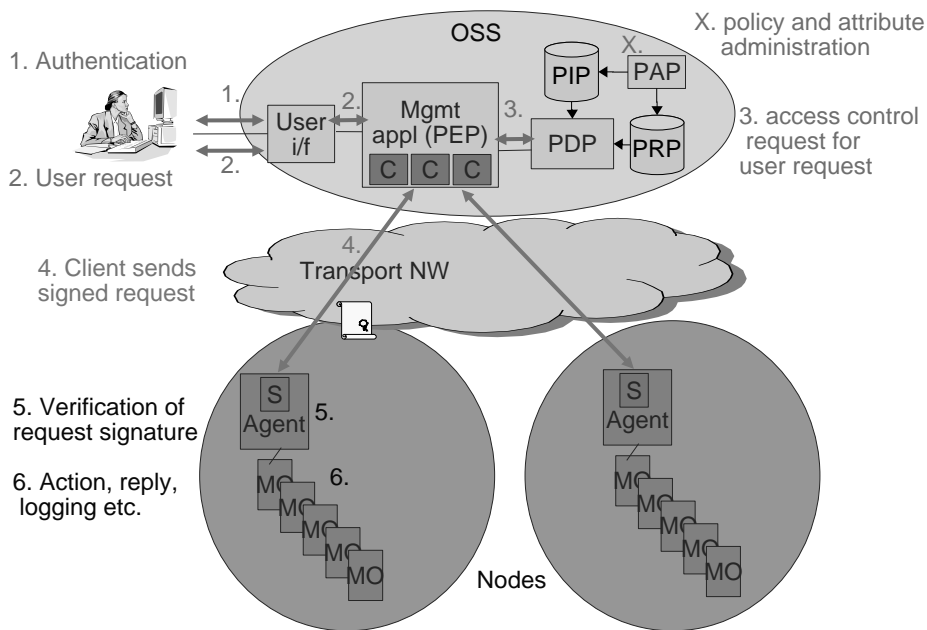 OSS
X. policy and attribute
administration
1. Authentication
X.
PIP
PAP
1.
2.
Mgmt
appl (PEP)
3.
User
i/f
PDP
PRP
3. access control
request for
user request
2.
C C C
2. User request
4.
4. Client sends
signed request
Transport NW
S
Agent
5.
S
Agent
5. Verification of
request signature
6. Action, reply,
logging etc.
6.
MO
MO
MO
MO
MO
MO
MO
MO
MO
MO
Nodes